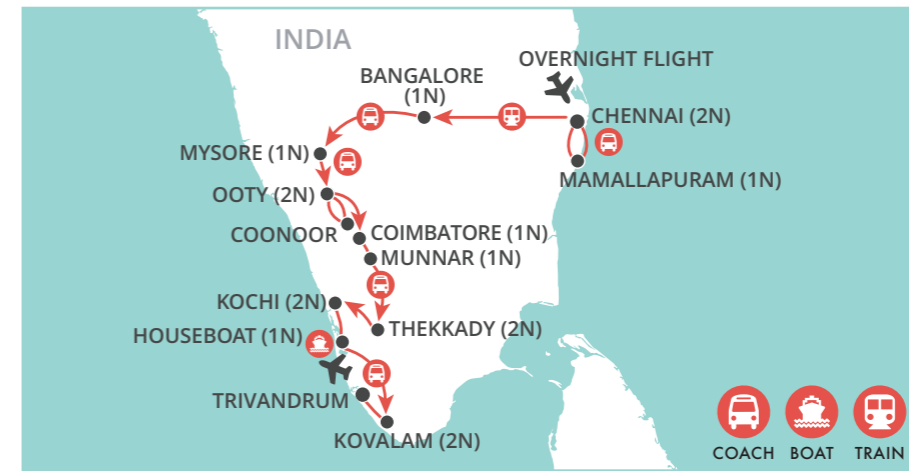 INDIA
OVERNIGHT FLIGHT
BANGALORE
(1N)
CHENNAI (2N)
MYSORE (1N)
MAMALLAPURAM (1N)
OOTY (2N)
COONOOR
COIMBATORE (1N)
MUNNAR (1N)
KOCHI (2N)
THEKKADY (2N)
HOUSEBOAT (1N)
TRIVANDRUM
KOVALAM (2N)
COACH BOAT TRAIN